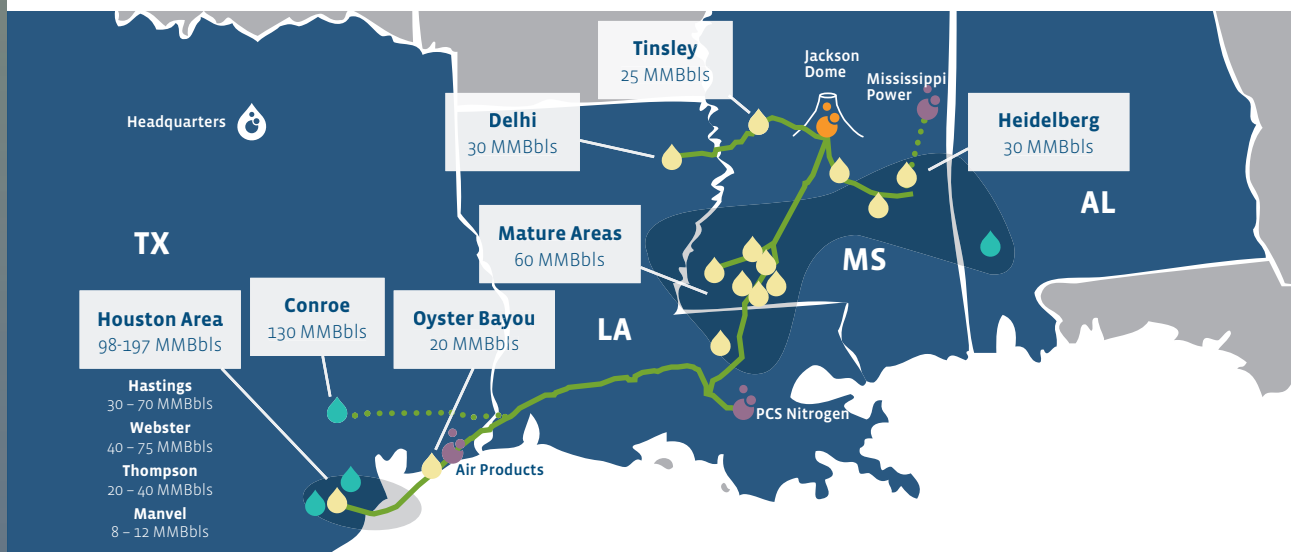 Tinsley
25 MMBbls
Jackson
Dome
Mississippi
Power
Headquarters
Delhi
30 MMBbls
Heidelberg
30 MMBbls
TX
AL
Mature Areas
60 MMBbls
MS
Houston Area
98-197 MMBbls
Conroe
130 MMBbls
Oyster Bayou
20 MMBbls
LA
Hastings
30 – 70 MMBbls
Webster
40 – 75 MMBbls
Thompson
20 – 40 MMBbls
Manvel
8 – 12 MMBbls
PCS Nitrogen
Air Products